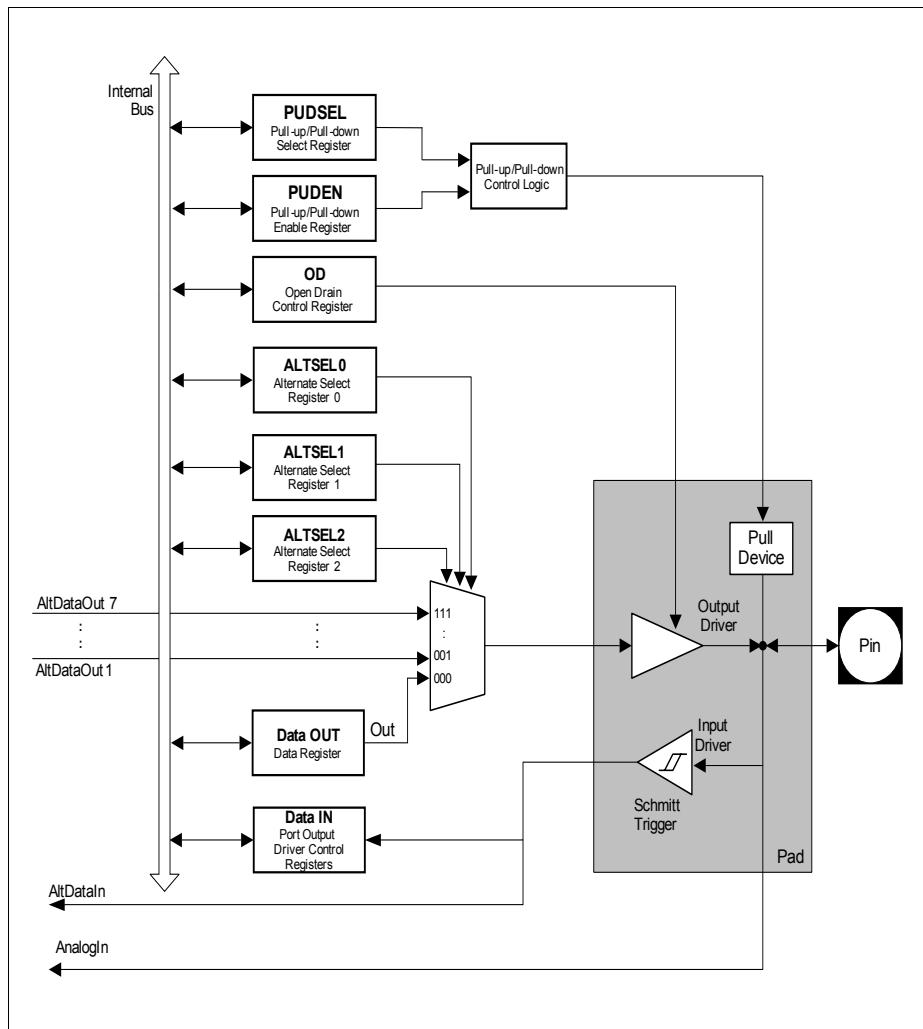 Internal
Bus
PUDSEL
Pull-up/Pull-down
Select Register
PUDEN
Pull-up/Pull-down
Enable Register
Pull-up/Pull-down
Control Logic
OD
Open Drain
Control Register
ALTSEL0
Alternate Select
Register 0
ALTSEL1
Alternate Select
Register 1
ALTSEL2
Alternate Select
Register 2
Pull
Device
AltDataOut 7
: :
: :
AltDataOut 1
111
:
001
000
Output
Driver
Pin
Data OUT
Data Register
Out
Input
Driver
Schmitt
Trigger
Pad
Data IN
Port Output
Driver Control
Registers
AltDataIn
AnalogIn